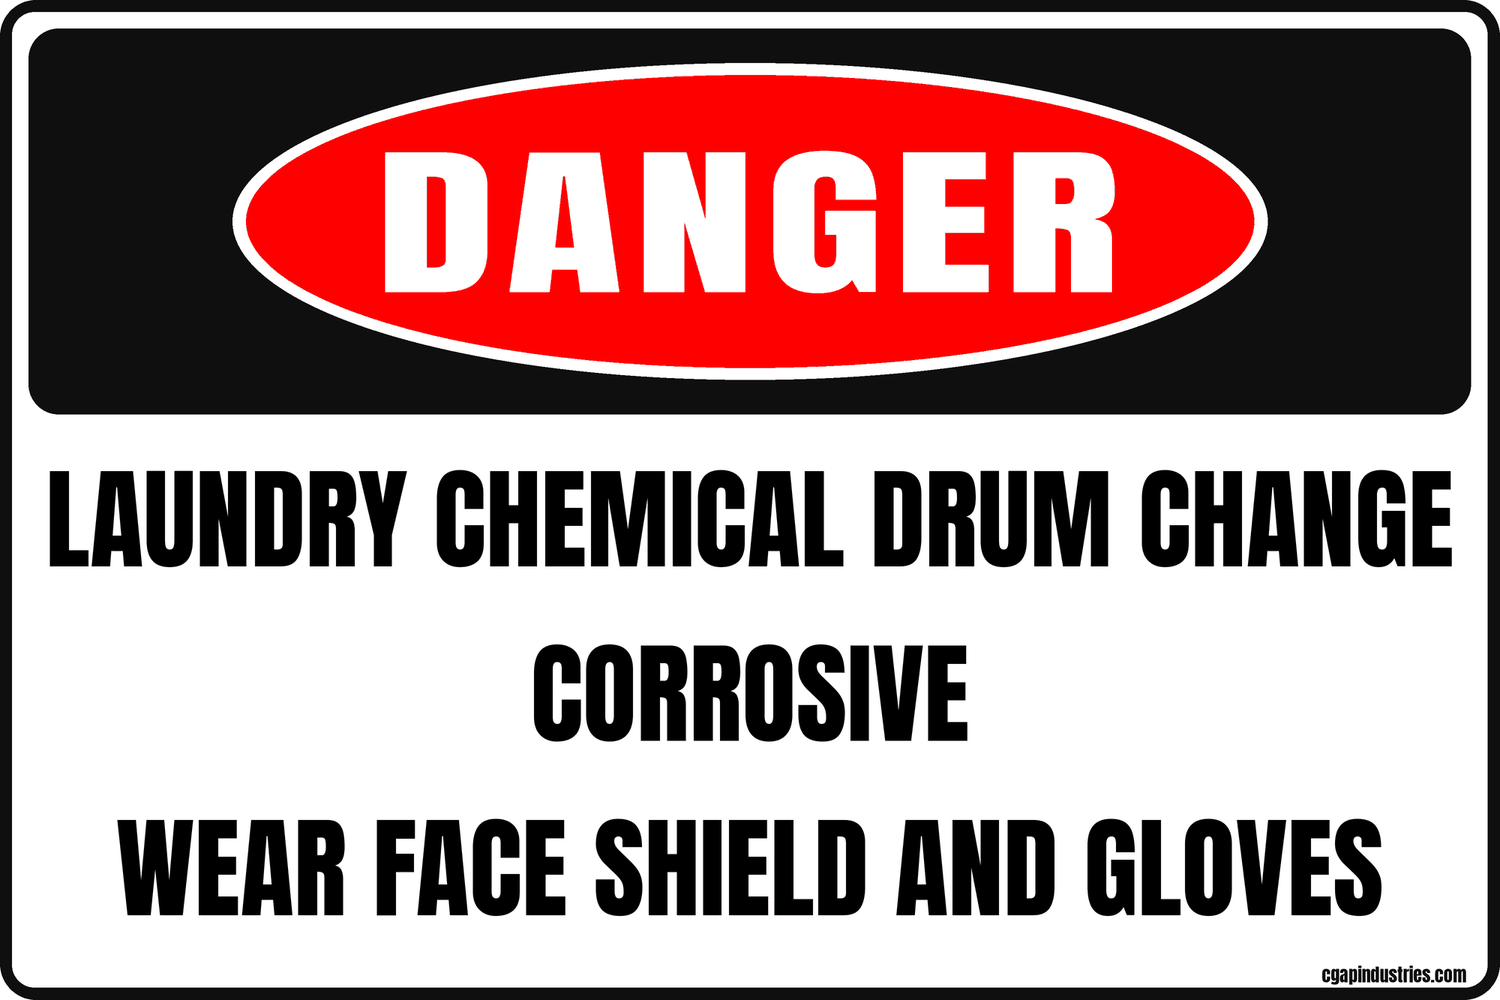 DANGER
LAUNDRY CHEMICAL DRUM CHANGE
CORROSIVE
WEAR FACE SHIELD AND GLOVES
cgapindustries.com